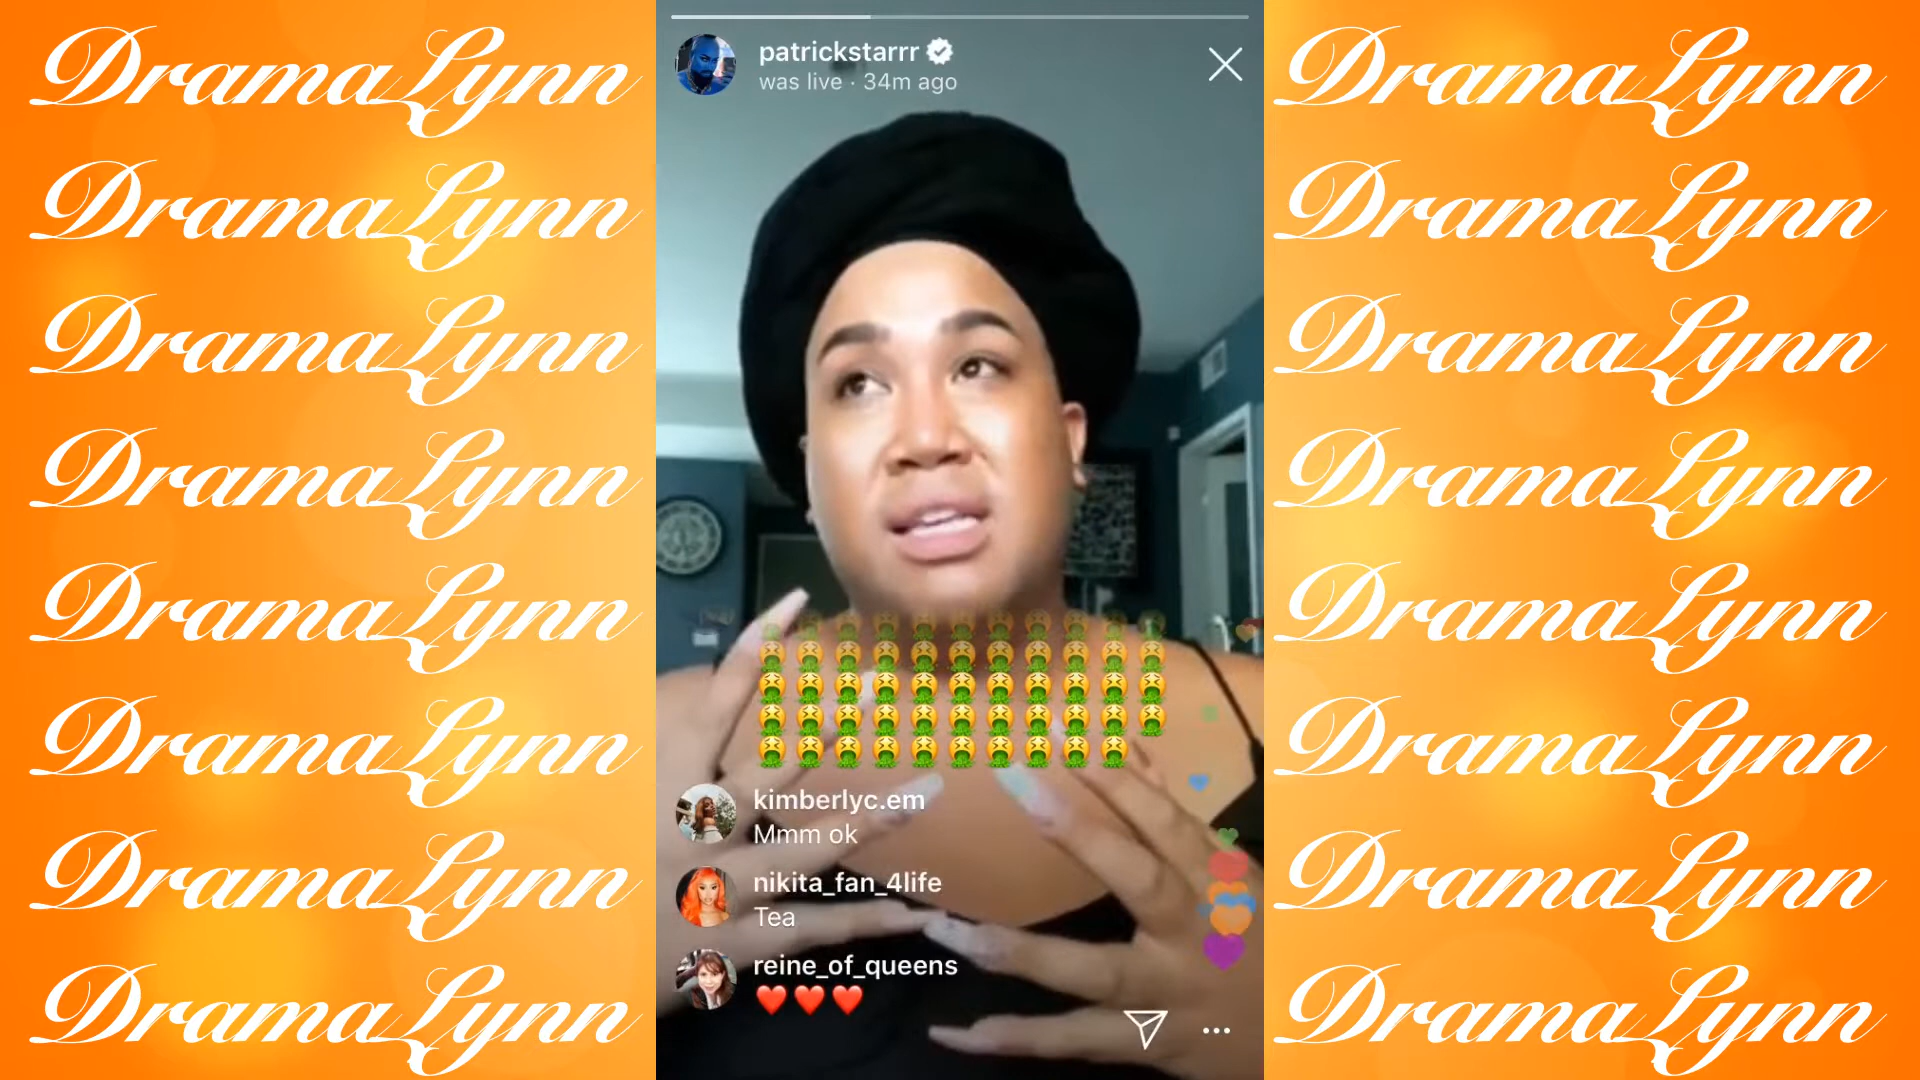 DramaLynn
DramaLynn
DramaLynn
DramaLynn
DramaLynn
DramaLynn
DramaLynn
DramaLynn
patrickstarrr
was live · 34m ago
🤮🤮🤮🤮🤮🤮🤮🤮🤮🤮🤮
🤮🤮🤮🤮🤮🤮🤮🤮🤮🤮🤮
🤮🤮🤮🤮🤮🤮🤮🤮🤮🤮🤮
🤮🤮🤮🤮🤮🤮🤮🤮🤮🤮🤮
🤮🤮🤮🤮🤮🤮🤮🤮🤮🤮
kimberlyc.em
Mmm ok
nikita_fan_4life
Tea
reine_of_queens
❤️❤️❤️
DramaLynn
DramaLynn
DramaLynn
DramaLynn
DramaLynn
DramaLynn
DramaLynn
DramaLynn